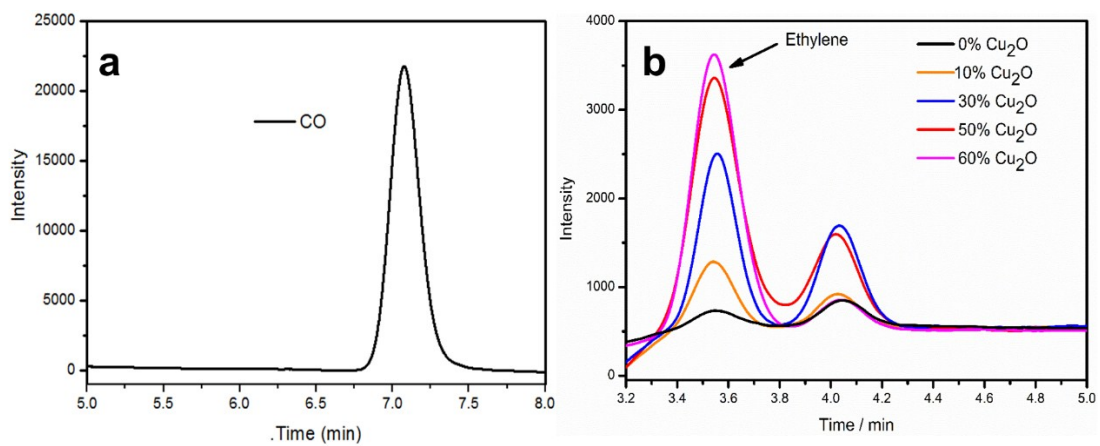 a
25000
20000
15000
10000
5000
0
Intensity
CO
5.0 5.5 6.0 6.5 7.0 7.5 8.0
.Time (min)
b
4000
3000
2000
1000
0
Intensity
Ethylene
0% Cu₂O
10% Cu₂O
30% Cu₂O
50% Cu₂O
60% Cu₂O
3.2 3.4 3.6 3.8 4.0 4.2 4.4 4.6 4.8 5.0
Time / min